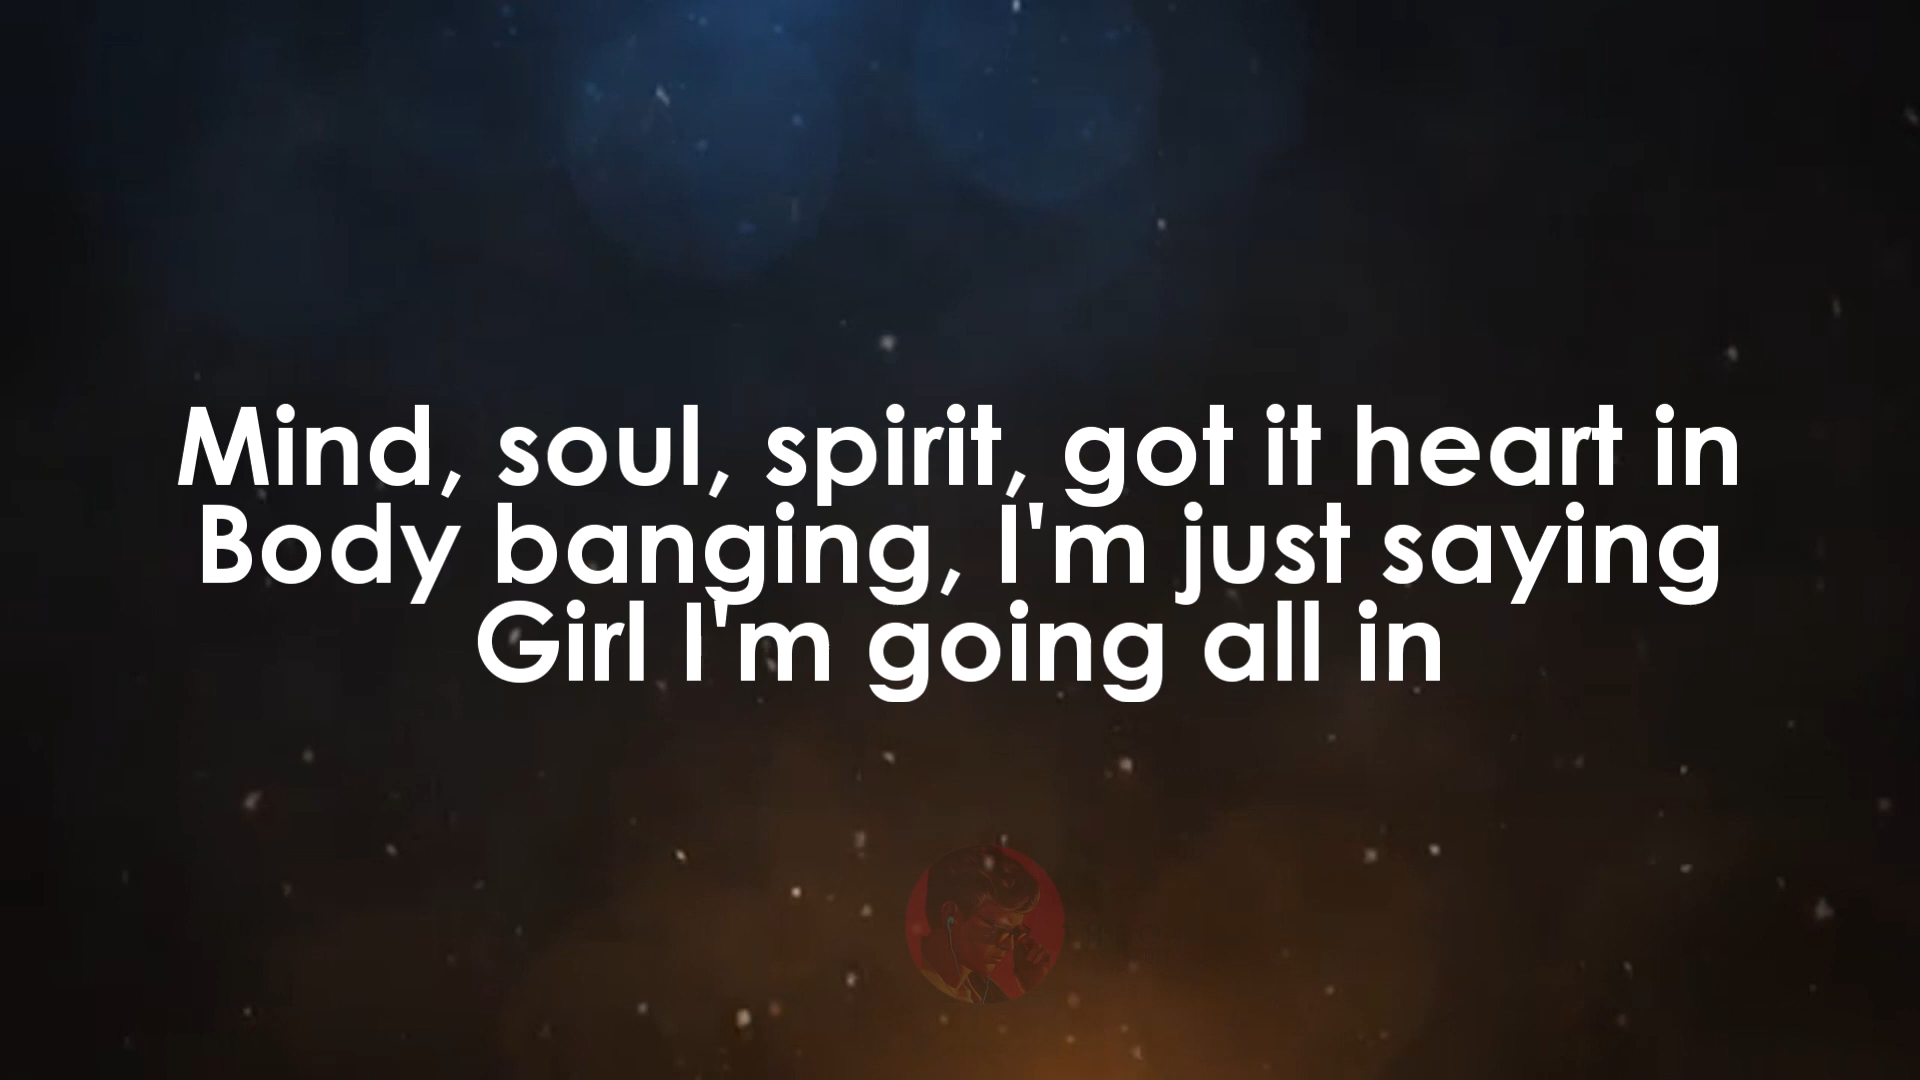 Mind, soul, spirit, got it heart in
Body banging, I'm just saying
Girl I'm going all in